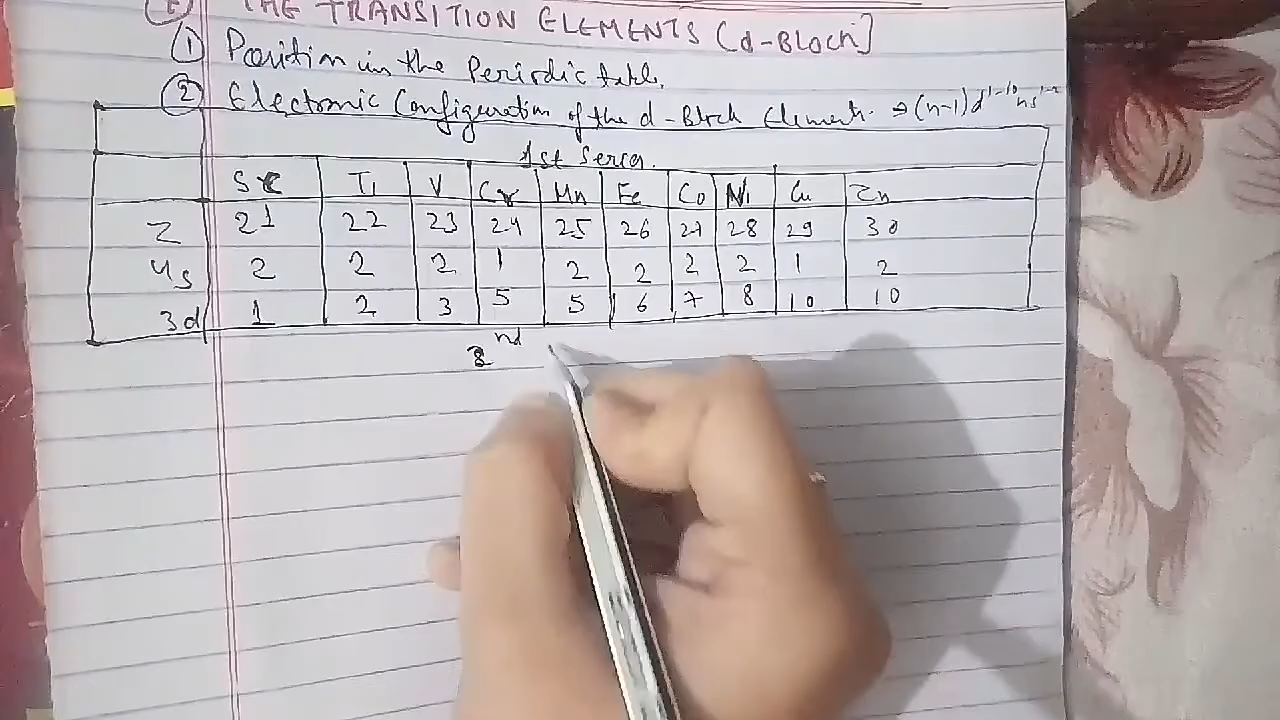 THE TRANSITION ELEMENTS [d-Block]
① Position in the Periodic table.
② Electronic Configuration of the d-Block Elements → (n-1)d¹⁻¹⁰ ns¹⁻²
1st Series.
Sc Ti V Cr Mn Fe Co Ni Cu Zn
Z 21 22 23 24 25 26 27 28 29 30
4s 2 2 2 1 2 2 2 2 1 2
3d 1 2 3 5 5 6 7 8 10 10
2nd